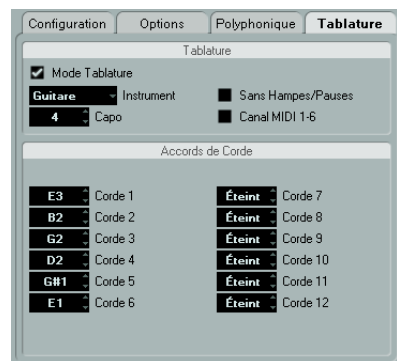 Configuration Options Polyphonique Tablature
Tablature
Mode Tablature
Guitare Instrument Sans Hampes/Pauses
4 Capo Canal MIDI 1-6
Accords de Corde
E3 Corde 1 Éteint Corde 7
B2 Corde 2 Éteint Corde 8
G2 Corde 3 Éteint Corde 9
D2 Corde 4 Éteint Corde 10
G#1 Corde 5 Éteint Corde 11
E1 Corde 6 Éteint Corde 12